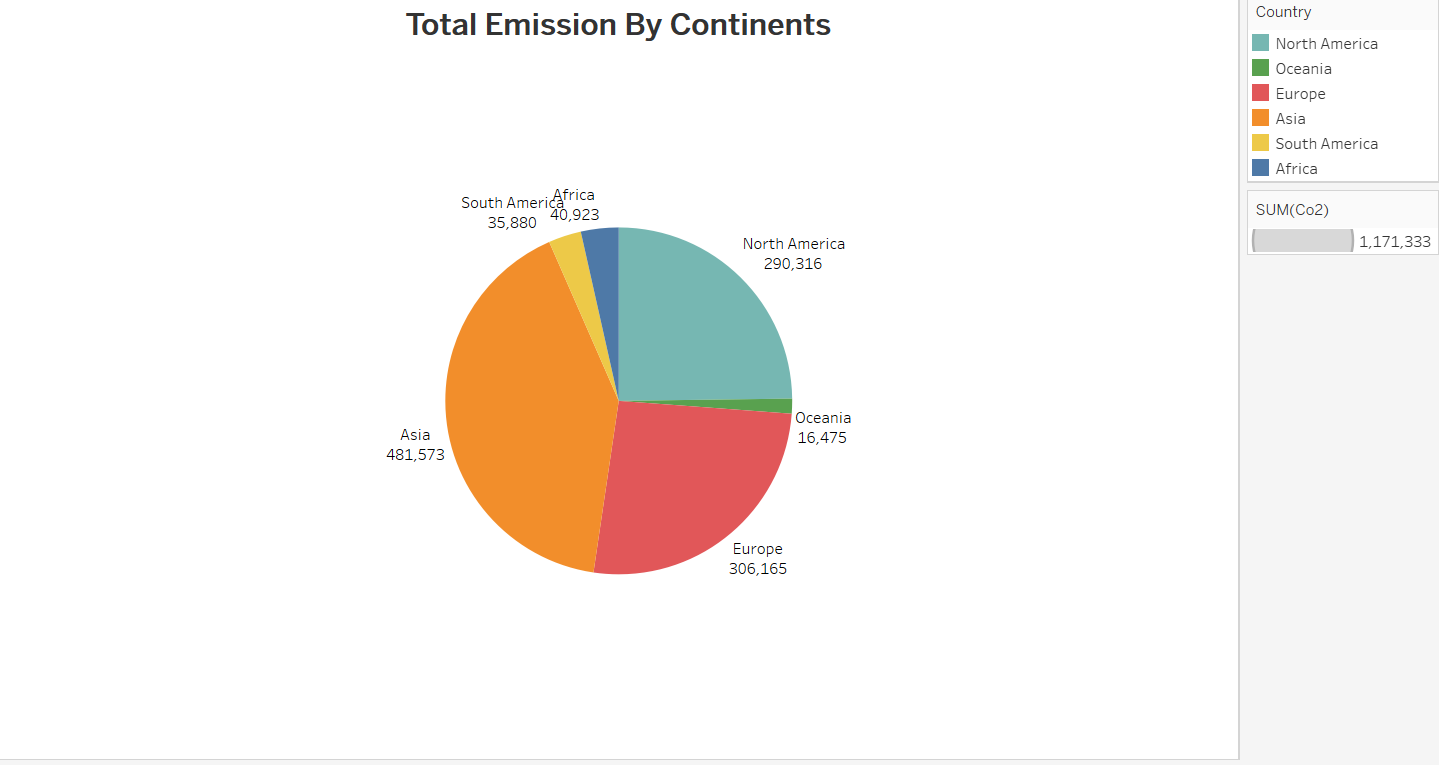 Total Emission By Continents
Country
North America
Oceania
Europe
Asia
South America
Africa
SUM(Co2)
1,171,333
South America
35,880
Africa
40,923
North America
290,316
Oceania
16,475
Asia
481,573
Europe
306,165